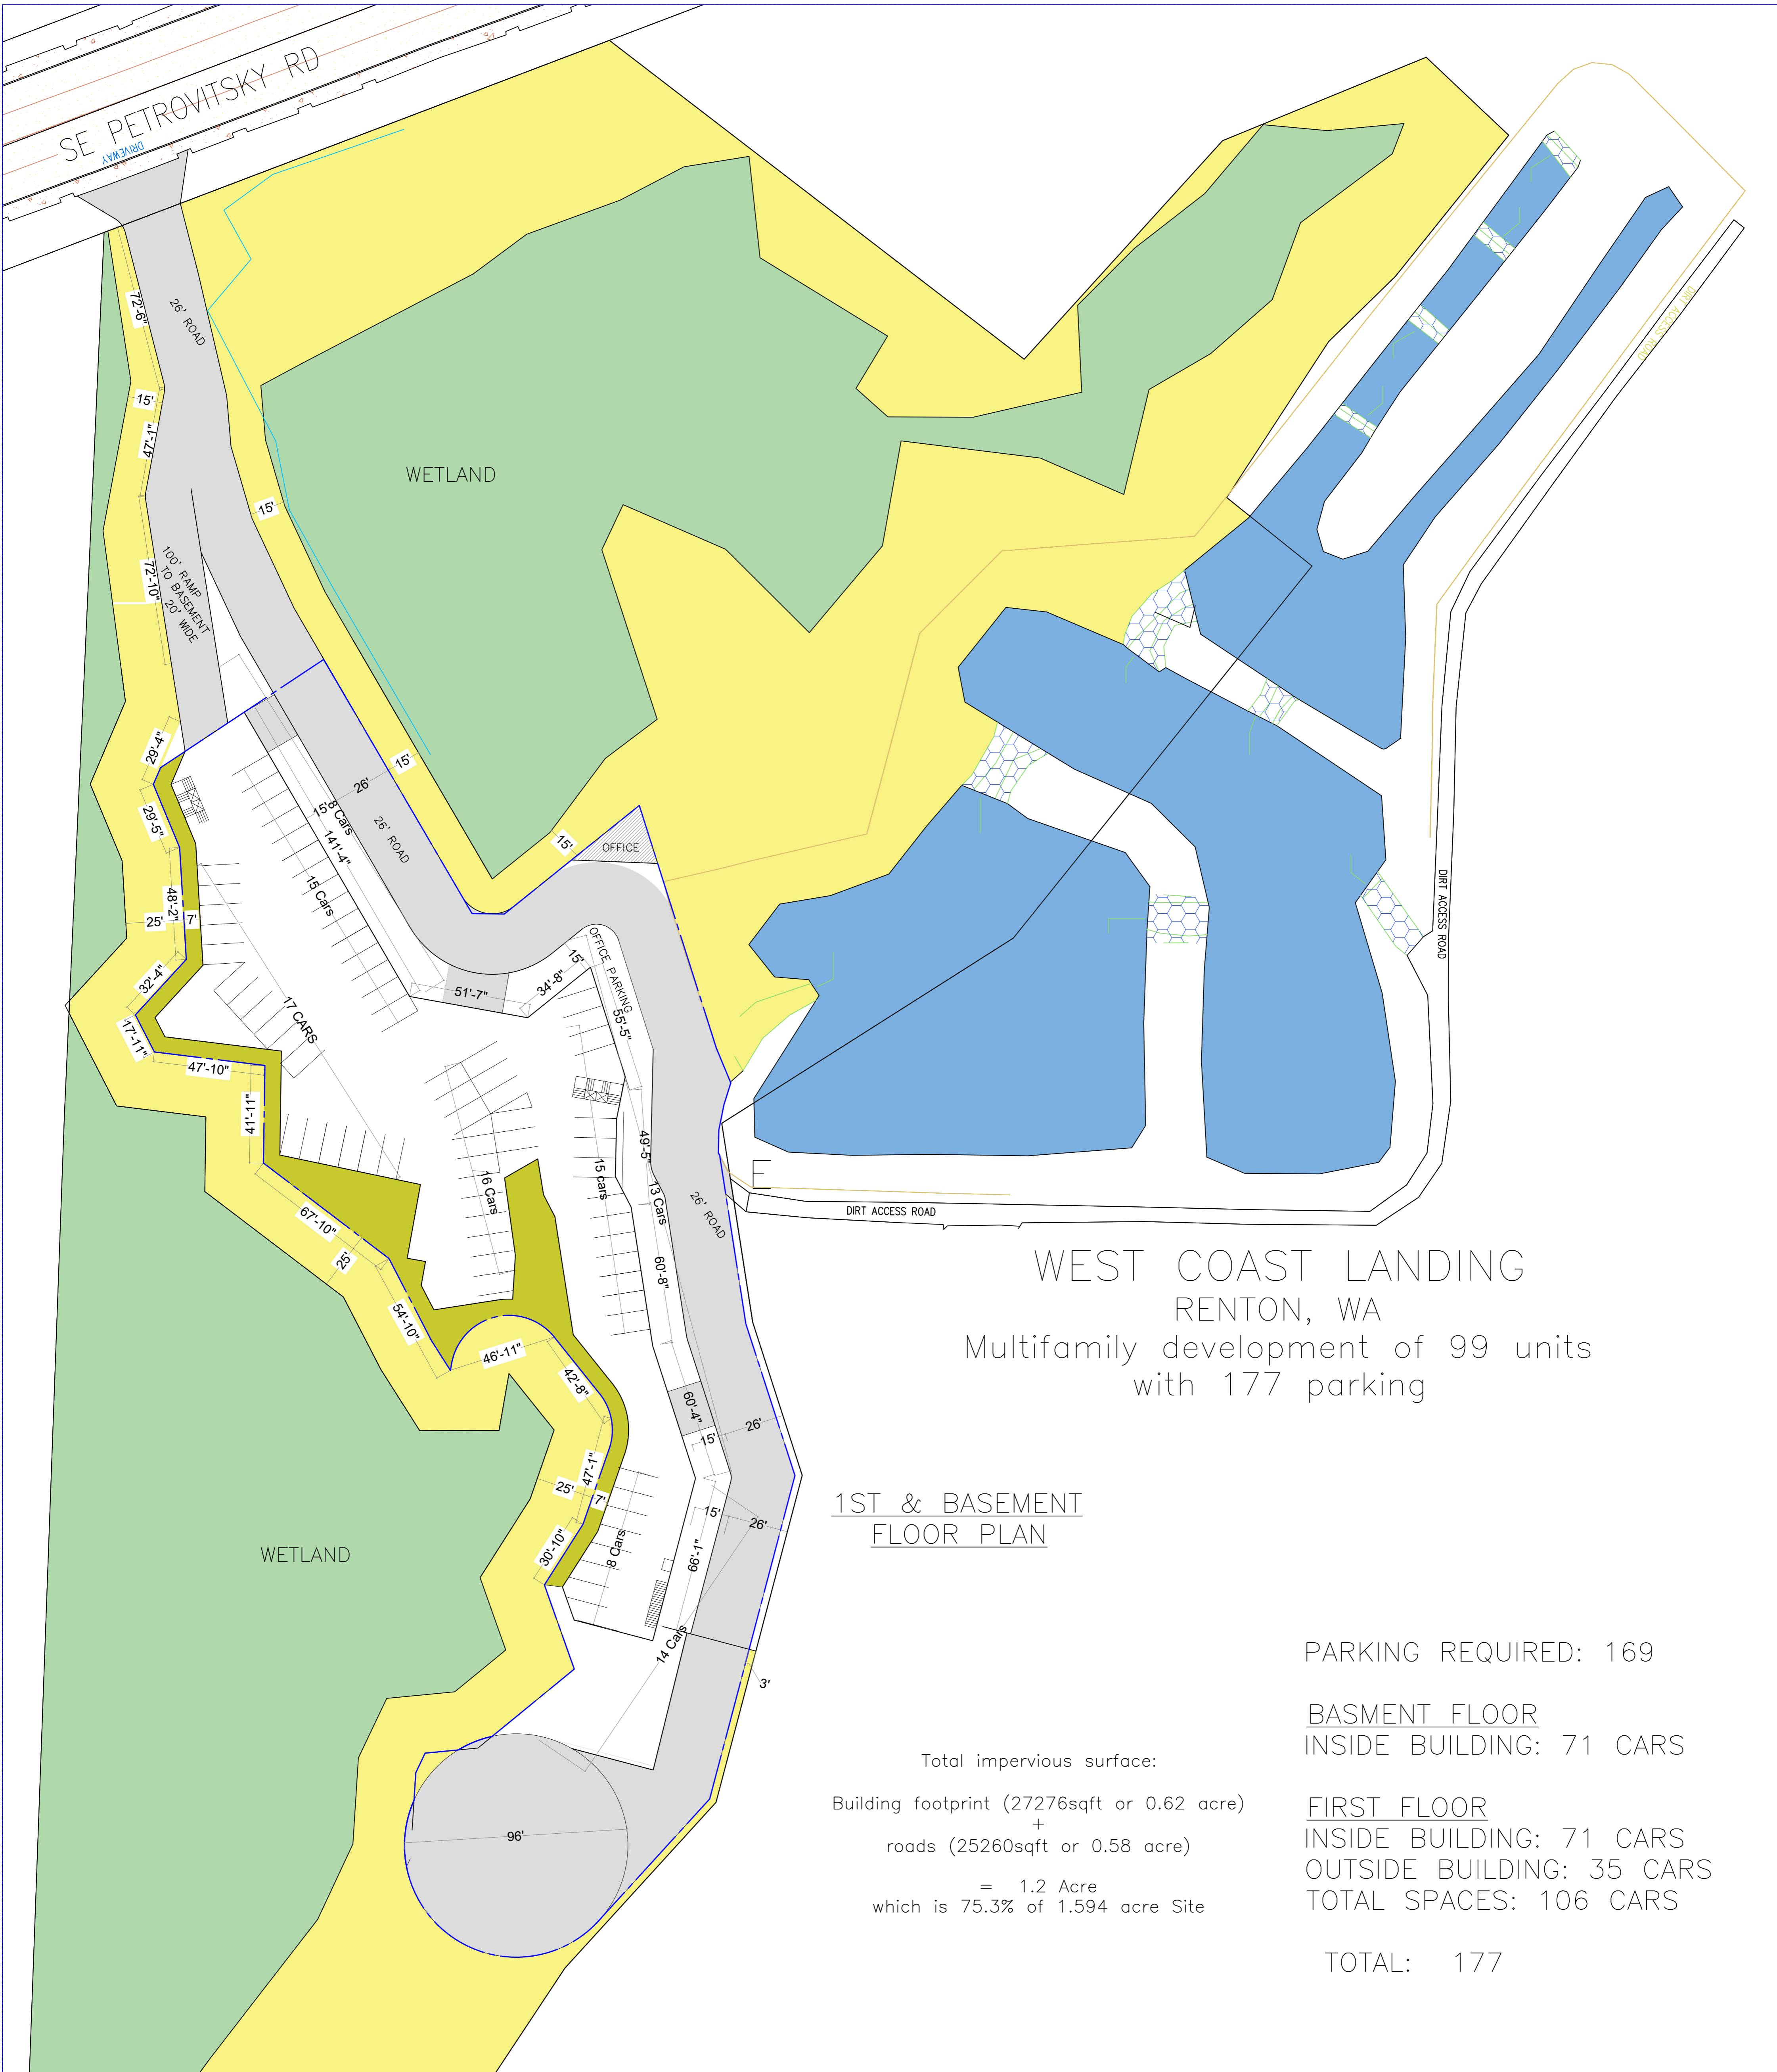 SE PETROVITSKY RD
DRIVEWAY
72'-6"
26' ROAD
15'
47'-1"
WETLAND
15'
100' RAMP
TO BASEMENT
20' WIDE
72'-10"
DIRT ACCESS ROAD
29'-4"
29'-5"
15'
26'
15'
8 Cars
141'-4"
26' ROAD
15 Cars
15'
OFFICE
48'-2"
25'
7'
DIRT ACCESS ROAD
32'-4"
17'-11"
17 CARS
47'-10"
51'-7"
34'-8"
15'
OFFICE PARKING
55'-5"
41'-11"
49'-5"
16 Cars
15 cars
13 Cars
26' ROAD
E
DIRT ACCESS ROAD
67'-10"
25'
60'-8"
54'-10"
46'-11"
42'-8"
WEST COAST LANDING
RENTON, WA
Multifamily development of 99 units
with 177 parking
60'-4"
26'
15'
47'-1"
25'
7'
15'
26'
1ST & BASEMENT
FLOOR PLAN
30'-10"
8 Cars
66'-1"
WETLAND
14 Cars
3'
96'
Total impervious surface:
Building footprint (27276sqft or 0.62 acre)
+
roads (25260sqft or 0.58 acre)
= 1.2 Acre
which is 75.3% of 1.594 acre Site
PARKING REQUIRED: 169
BASMENT FLOOR
INSIDE BUILDING: 71 CARS
FIRST FLOOR
INSIDE BUILDING: 71 CARS
OUTSIDE BUILDING: 35 CARS
TOTAL SPACES: 106 CARS
TOTAL: 177